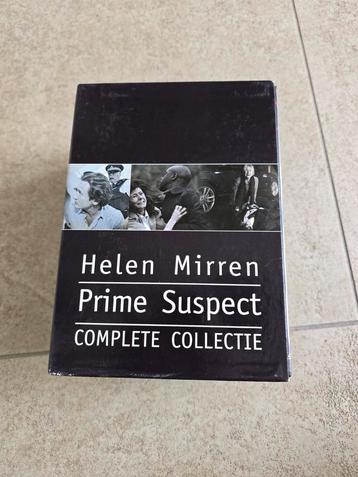 Helen Mirren
Prime Suspect
COMPLETE COLLECTIE